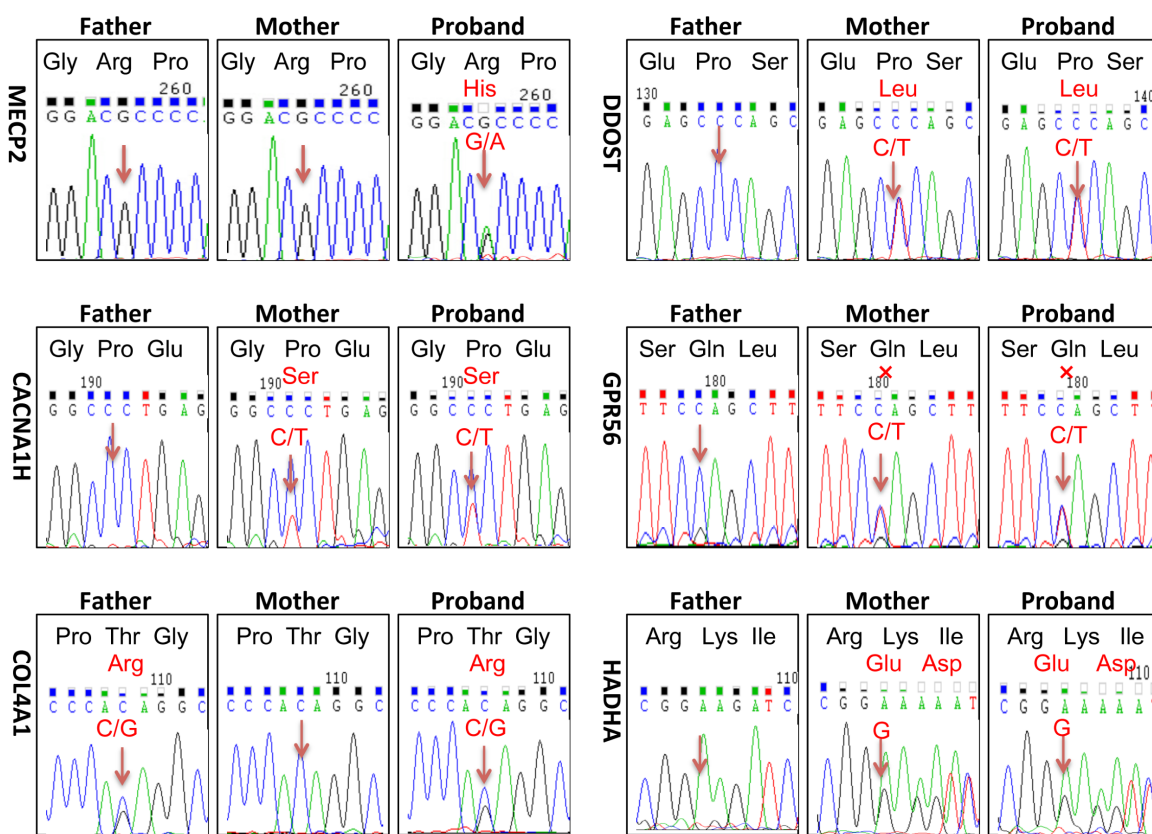 Father Mother Proband
MECP2
Gly Arg Pro
260
G G A C G C C C C
Gly Arg Pro
260
G G A C G C C C C
Gly Arg Pro
His
260
G G A C G C C C C
G/A
Father Mother Proband
DDOST
Glu Pro Ser
130
G A G C C C A G C
Glu Pro Ser
Leu
G A G C C C A G C
C/T
Glu Pro Ser
Leu
140
G A G C C C A G C
C/T
Father Mother Proband
CACNA1H
Gly Pro Glu
190
G G C C C T G A G
Gly Pro Glu
190 Ser
G G C C C T G A G
C/T
Gly Pro Glu
190 Ser
G G C C C T G A G
C/T
Father Mother Proband
GPR56
Ser Gln Leu
180
T T C C A G C T T
Ser Gln Leu
×
180
T T C C A G C T T
C/T
Ser Gln Leu
×
180
T T C C A G C T
C/T
Father Mother Proband
COL4A1
Pro Thr Gly
Arg
110
C C C A C A G G C
C/G
Pro Thr Gly
110
C C C A C A G G C
Pro Thr Gly
Arg
110
C C C A C A G G C
C/G
Father Mother Proband
HADHA
Arg Lys Ile
110
C G G A A G A T C
Arg Lys Ile
Glu Asp
C G G A A A A A T
G
Arg Lys Ile
Glu Asp
110
C G G A A A A T
G